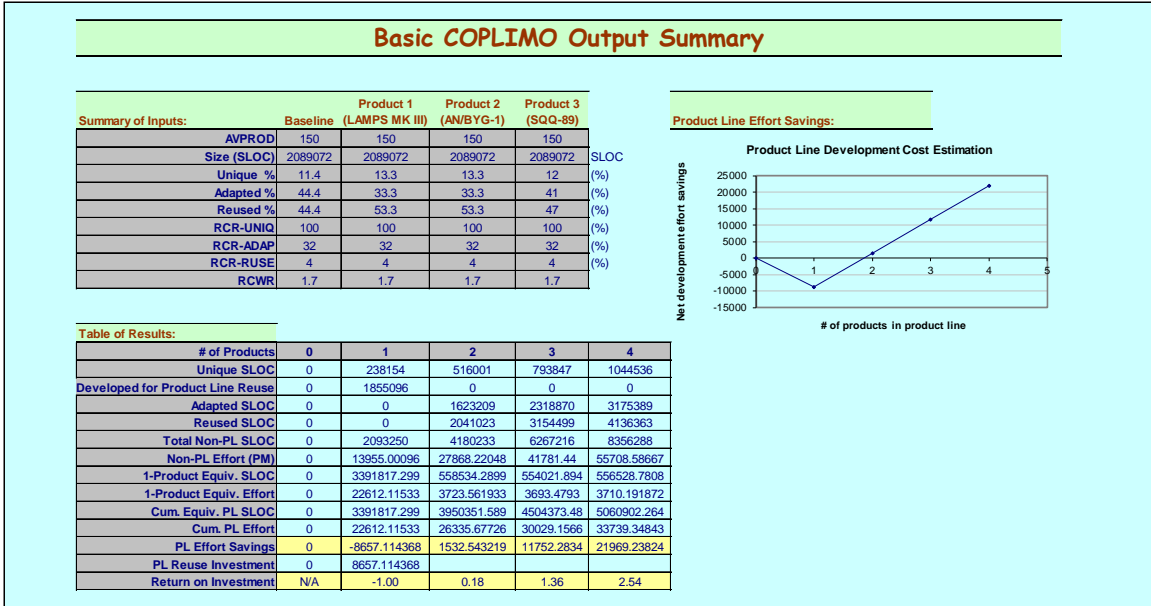 Basic COPLIMO Output Summary
Summary of Inputs: Baseline Product 1 (LAMPS MK III) Product 2 (AN/BYG-1) Product 3 (SQQ-89)
AVPROD 150 150 150 150
Size (SLOC) 2089072 2089072 2089072 2089072 SLOC
Unique % 11.4 13.3 13.3 12 (%)
Adapted % 44.4 33.3 33.3 41 (%)
Reused % 44.4 53.3 53.3 47 (%)
RCR-UNIQ 100 100 100 100 (%)
RCR-ADAP 32 32 32 32 (%)
RCR-RUSE 4 4 4 4 (%)
RCWR 1.7 1.7 1.7 1.7
Product Line Effort Savings:
Product Line Development Cost Estimation
Net development effort savings
25000
20000
15000
10000
5000
0
-5000
-10000
-15000
0 1 2 3 4 5
# of products in product line
Table of Results:
# of Products 0 1 2 3 4
Unique SLOC 0 238154 516001 793847 1044536
Developed for Product Line Reuse 0 1855096 0 0 0
Adapted SLOC 0 0 1623209 2318870 3175389
Reused SLOC 0 0 2041023 3154499 4136363
Total Non-PL SLOC 0 2093250 4180233 6267216 8356288
Non-PL Effort (PM) 0 13955.00096 27868.22048 41781.44 55708.58667
1-Product Equiv. SLOC 0 3391817.299 558534.2899 554021.894 556528.7808
1-Product Equiv. Effort 0 22612.11533 3723.561933 3693.4793 3710.191872
Cum. Equiv. PL SLOC 0 3391817.299 3950351.589 4504373.48 5060902.264
Cum. PL Effort 0 22612.11533 26335.67726 30029.1566 33739.34843
PL Effort Savings 0 -8657.114368 1532.543219 11752.2834 21969.23824
PL Reuse Investment 0 8657.114368
Return on Investment N/A -1.00 0.18 1.36 2.54